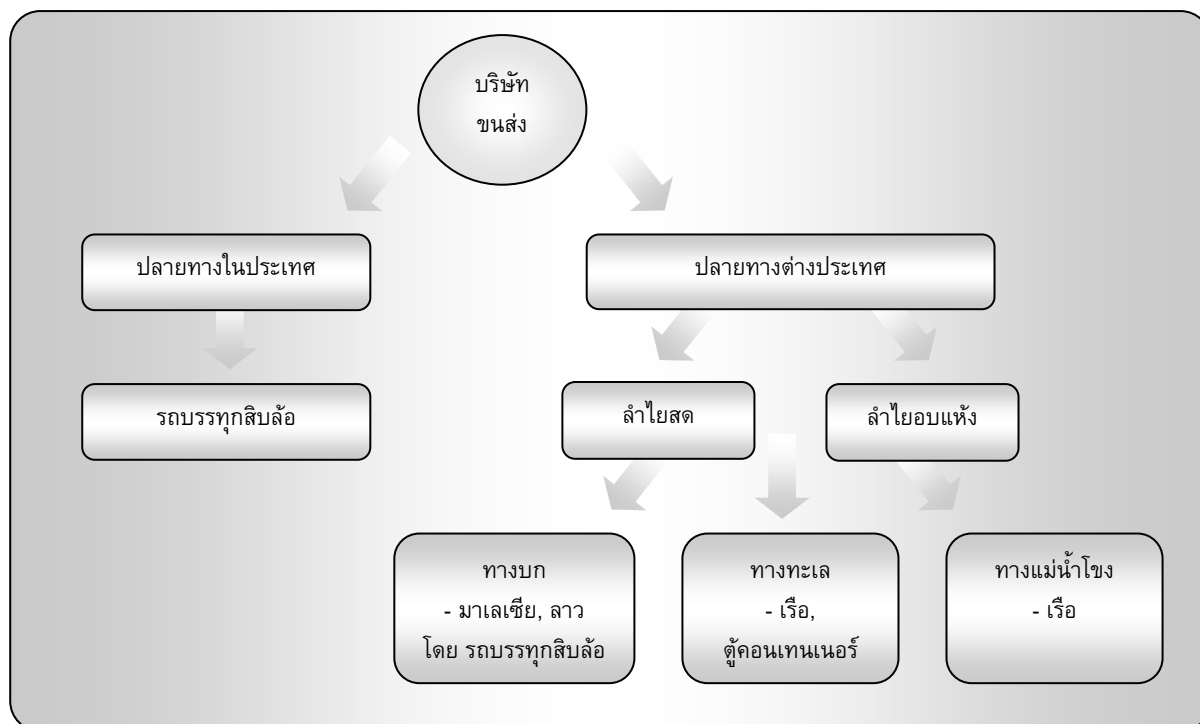 บริษัท
ขนส่ง
ปลายทางในประเทศ
ปลายทางต่างประเทศ
รถบรรทุกสิบล้อ
ลำไยสด
ลำไยอบแห้ง
ทางบก
- มาเลเซีย, ลาว
โดย รถบรรทุกสิบล้อ
ทางทะเล
- เรือ,
ตู้คอนเทนเนอร์
ทางแม่น้ำโขง
- เรือ